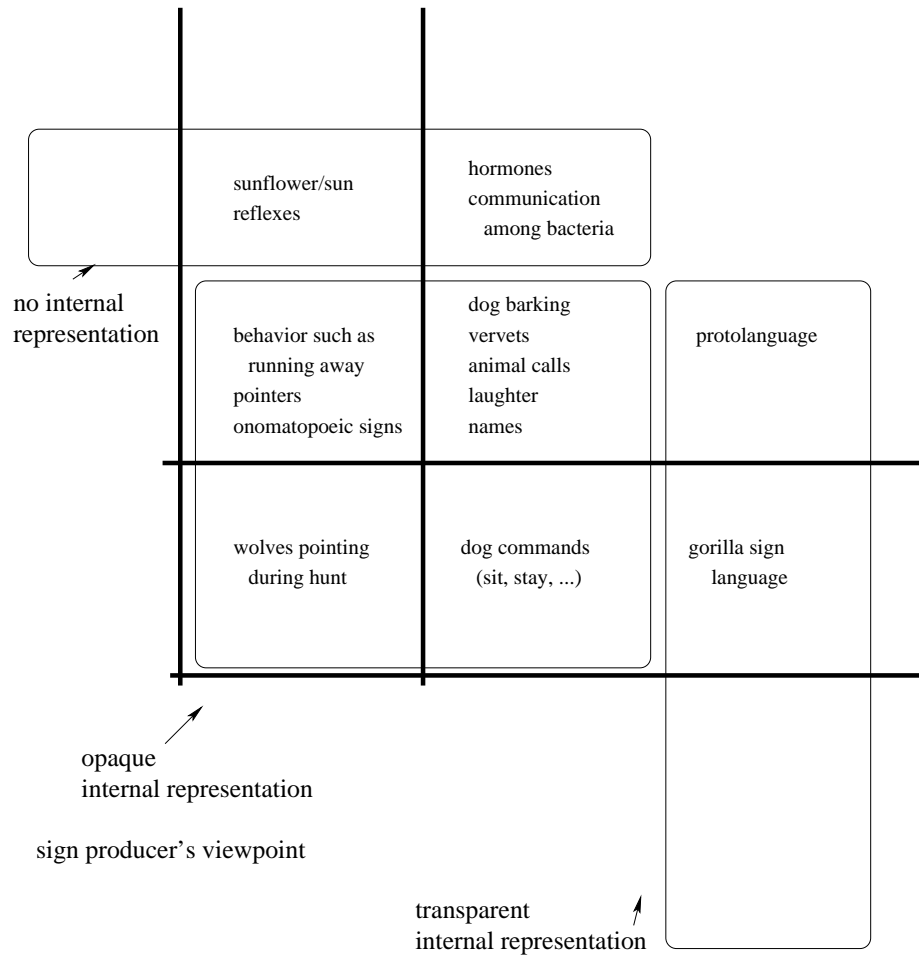 sunflower/sun
reflexes
hormones
communication
among bacteria
no internal
representation
behavior such as
running away
pointers
onomatopoeic signs
dog barking
vervets
animal calls
laughter
names
protolanguage
wolves pointing
during hunt
dog commands
(sit, stay, ...)
gorilla sign
language
opaque
internal representation
sign producer's viewpoint
transparent
internal representation